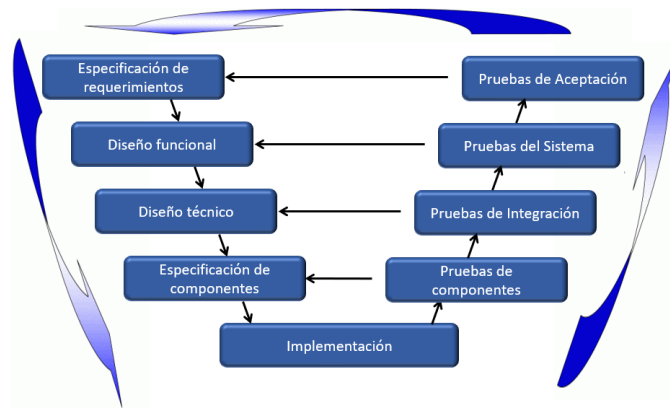 Especificación de
requerimientos
Pruebas de Aceptación
Diseño funcional
Pruebas del Sistema
Diseño técnico
Pruebas de Integración
Especificación de
componentes
Pruebas de
componentes
Implementación